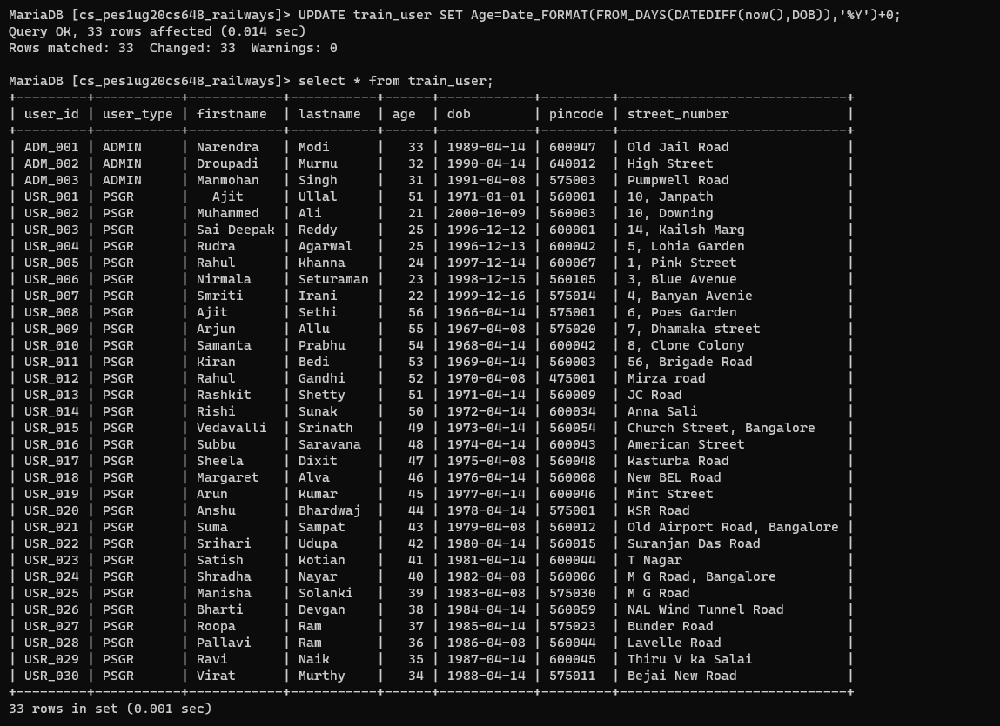 MariaDB [cs_pes1ug20cs648_railways]> UPDATE train_user SET Age=Date_FORMAT(FROM_DAYS(DATEDIFF(now(),DOB)),'%Y')+0;
Query OK, 33 rows affected (0.014 sec)
Rows matched: 33  Changed: 33  Warnings: 0

MariaDB [cs_pes1ug20cs648_railways]> select * from train_user;
+---------+-----------+------------+-----------+------+------------+---------+-----------------------------+
| user_id | user_type | firstname  | lastname  | age  | dob        | pincode | street_number               |
+---------+-----------+------------+-----------+------+------------+---------+-----------------------------+
| ADM_001 | ADMIN     | Narendra   | Modi      |   33 | 1989-04-14 | 600047  | Old Jail Road               |
| ADM_002 | ADMIN     | Droupadi   | Murmu     |   32 | 1990-04-14 | 640012  | High Street                 |
| ADM_003 | ADMIN     | Manmohan   | Singh     |   31 | 1991-04-08 | 575003  | Pumpwell Road               |
| USR_001 | PSGR      |   Ajit     | Ullal     |   51 | 1971-01-01 | 560001  | 10, Janpath                 |
| USR_002 | PSGR      | Muhammed   | Ali       |   21 | 2000-10-09 | 560003  | 10, Downing                 |
| USR_003 | PSGR      | Sai Deepak | Reddy     |   25 | 1996-12-12 | 600001  | 14, Kailsh Marg             |
| USR_004 | PSGR      | Rudra      | Agarwal   |   25 | 1996-12-13 | 600042  | 5, Lohia Garden             |
| USR_005 | PSGR      | Rahul      | Khanna    |   24 | 1997-12-14 | 600067  | 1, Pink Street              |
| USR_006 | PSGR      | Nirmala    | Seturaman |   23 | 1998-12-15 | 560105  | 3, Blue Avenue              |
| USR_007 | PSGR      | Smriti     | Irani     |   22 | 1999-12-16 | 575014  | 4, Banyan Avenie            |
| USR_008 | PSGR      | Ajit       | Sethi     |   56 | 1966-04-14 | 575001  | 6, Poes Garden              |
| USR_009 | PSGR      | Arjun      | Allu      |   55 | 1967-04-08 | 575020  | 7, Dhamaka street           |
| USR_010 | PSGR      | Samanta    | Prabhu    |   54 | 1968-04-14 | 600042  | 8, Clone Colony             |
| USR_011 | PSGR      | Kiran      | Bedi      |   53 | 1969-04-14 | 560003  | 56, Brigade Road            |
| USR_012 | PSGR      | Rahul      | Gandhi    |   52 | 1970-04-08 | 475001  | Mirza road                  |
| USR_013 | PSGR      | Rashkit    | Shetty    |   51 | 1971-04-14 | 560009  | JC Road                     |
| USR_014 | PSGR      | Rishi      | Sunak     |   50 | 1972-04-14 | 600034  | Anna Sali                   |
| USR_015 | PSGR      | Vedavalli  | Srinath   |   49 | 1973-04-14 | 560054  | Church Street, Bangalore    |
| USR_016 | PSGR      | Subbu      | Saravana  |   48 | 1974-04-14 | 600043  | American Street             |
| USR_017 | PSGR      | Sheela     | Dixit     |   47 | 1975-04-08 | 560048  | Kasturba Road               |
| USR_018 | PSGR      | Margaret   | Alva      |   46 | 1976-04-14 | 560008  | New BEL Road                |
| USR_019 | PSGR      | Arun       | Kumar     |   45 | 1977-04-14 | 600046  | Mint Street                 |
| USR_020 | PSGR      | Anshu      | Bhardwaj  |   44 | 1978-04-14 | 575001  | KSR Road                    |
| USR_021 | PSGR      | Suma       | Sampat    |   43 | 1979-04-08 | 560012  | Old Airport Road, Bangalore |
| USR_022 | PSGR      | Srihari    | Udupa     |   42 | 1980-04-14 | 560015  | Suranjan Das Road           |
| USR_023 | PSGR      | Satish     | Kotian    |   41 | 1981-04-14 | 600044  | T Nagar                     |
| USR_024 | PSGR      | Shradha    | Nayar     |   40 | 1982-04-08 | 560006  | M G Road, Bangalore         |
| USR_025 | PSGR      | Manisha    | Solanki   |   39 | 1983-04-08 | 575030  | M G Road                    |
| USR_026 | PSGR      | Bharti     | Devgan    |   38 | 1984-04-14 | 560059  | NAL Wind Tunnel Road        |
| USR_027 | PSGR      | Roopa      | Ram       |   37 | 1985-04-14 | 575023  | Bunder Road                 |
| USR_028 | PSGR      | Pallavi    | Ram       |   36 | 1986-04-08 | 560044  | Lavelle Road                |
| USR_029 | PSGR      | Ravi       | Naik      |   35 | 1987-04-14 | 600045  | Thiru V ka Salai            |
| USR_030 | PSGR      | Virat      | Murthy    |   34 | 1988-04-14 | 575011  | Bejai New Road              |
+---------+-----------+------------+-----------+------+------------+---------+-----------------------------+
33 rows in set (0.001 sec)